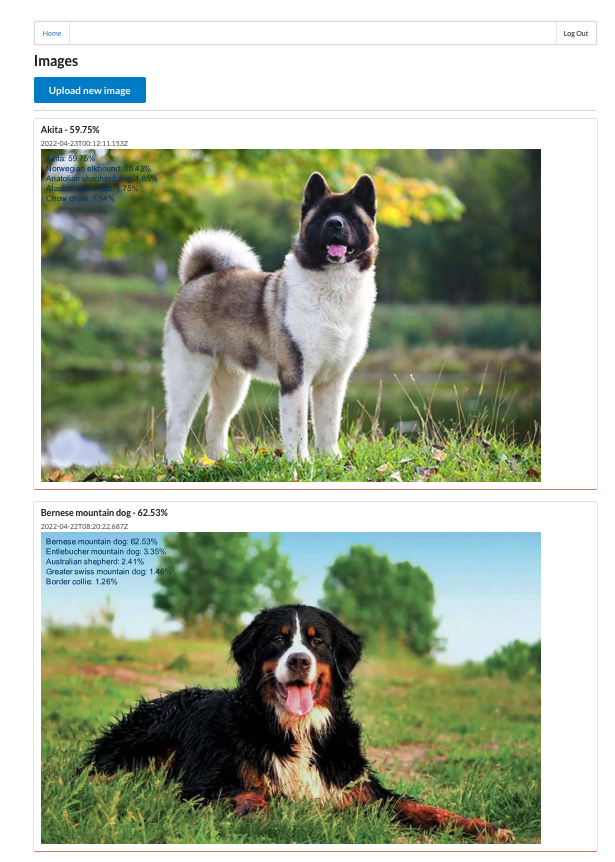 Home
Log Out
Images
Upload new image
Akita - 59.75%
2022-04-23T00:12:11.153Z
Akita: 59.75%
Norwegian elkhound: 15.43%
Anatolian shepherd dog: 1.85%
1.75%
Chow chow: 1.14%
Bernese mountain dog - 62.53%
2022-04-22T08:20:22.687Z
Bernese mountain dog: 62.53%
Entlebucher mountain dog: 3.35%
Australian shepherd: 2.41%
Greater swiss mountain dog: 1.46%
Border collie: 1.26%